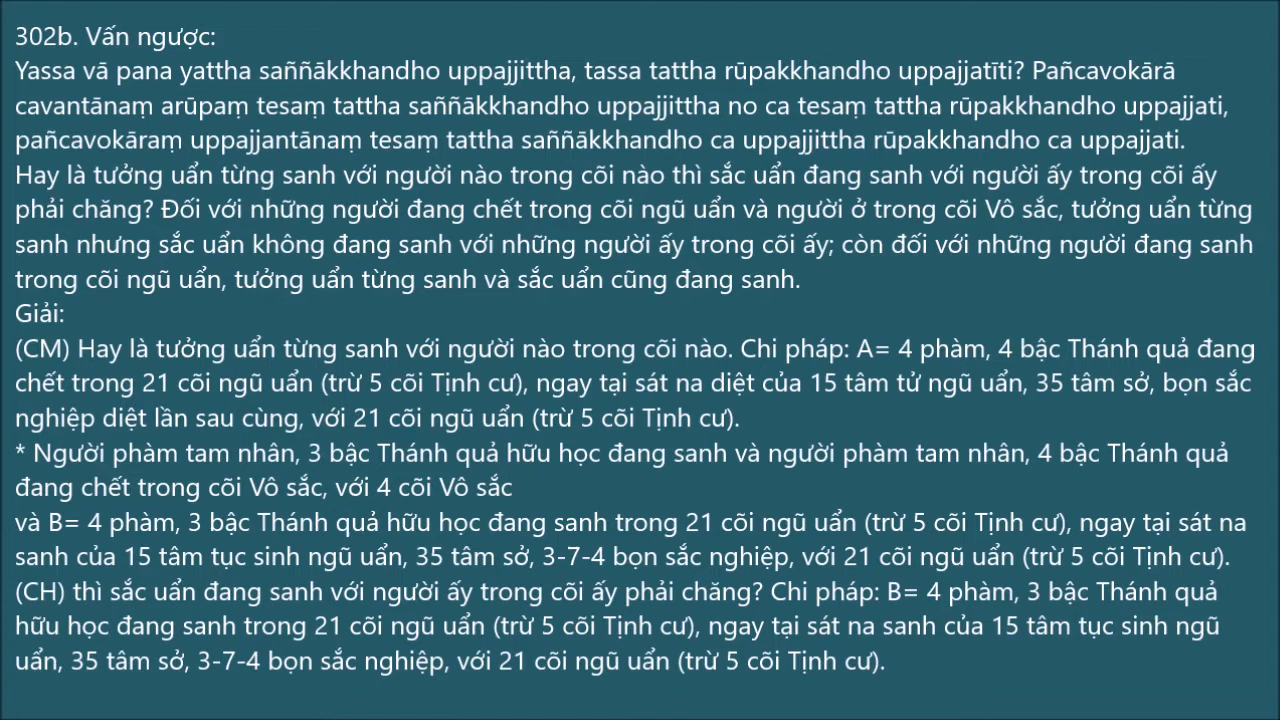 302b. Vấn ngược:
Yassa vā pana yattha saññākkhandho uppajjittha, tassa tattha rūpakkhandho uppajjatīti? Pañcavokārā
cavantānaṃ arūpaṃ tesaṃ tattha saññākkhandho uppajjittha no ca tesaṃ tattha rūpakkhandho uppajjati,
pañcavokāraṃ uppajjantānaṃ tesaṃ tattha saññākkhandho ca uppajjittha rūpakkhandho ca uppajjati.
Hay là tưởng uẩn từng sanh với người nào trong cõi nào thì sắc uẩn đang sanh với người ấy trong cõi ấy
phải chăng? Đối với những người đang chết trong cõi ngũ uẩn và người ở trong cõi Vô sắc, tưởng uẩn từng
sanh nhưng sắc uẩn không đang sanh với những người ấy trong cõi ấy; còn đối với những người đang sanh
trong cõi ngũ uẩn, tưởng uẩn từng sanh và sắc uẩn cũng đang sanh.
Giải:
(CM) Hay là tưởng uẩn từng sanh với người nào trong cõi nào. Chi pháp: A= 4 phàm, 4 bậc Thánh quả đang
chết trong 21 cõi ngũ uẩn (trừ 5 cõi Tịnh cư), ngay tại sát na diệt của 15 tâm tử ngũ uẩn, 35 tâm sở, bọn sắc
nghiệp diệt lần sau cùng, với 21 cõi ngũ uẩn (trừ 5 cõi Tịnh cư).
* Người phàm tam nhân, 3 bậc Thánh quả hữu học đang sanh và người phàm tam nhân, 4 bậc Thánh quả
đang chết trong cõi Vô sắc, với 4 cõi Vô sắc
và B= 4 phàm, 3 bậc Thánh quả hữu học đang sanh trong 21 cõi ngũ uẩn (trừ 5 cõi Tịnh cư), ngay tại sát na
sanh của 15 tâm tục sinh ngũ uẩn, 35 tâm sở, 3-7-4 bọn sắc nghiệp, với 21 cõi ngũ uẩn (trừ 5 cõi Tịnh cư).
(CH) thì sắc uẩn đang sanh với người ấy trong cõi ấy phải chăng? Chi pháp: B= 4 phàm, 3 bậc Thánh quả
hữu học đang sanh trong 21 cõi ngũ uẩn (trừ 5 cõi Tịnh cư), ngay tại sát na sanh của 15 tâm tục sinh ngũ
uẩn, 35 tâm sở, 3-7-4 bọn sắc nghiệp, với 21 cõi ngũ uẩn (trừ 5 cõi Tịnh cư).